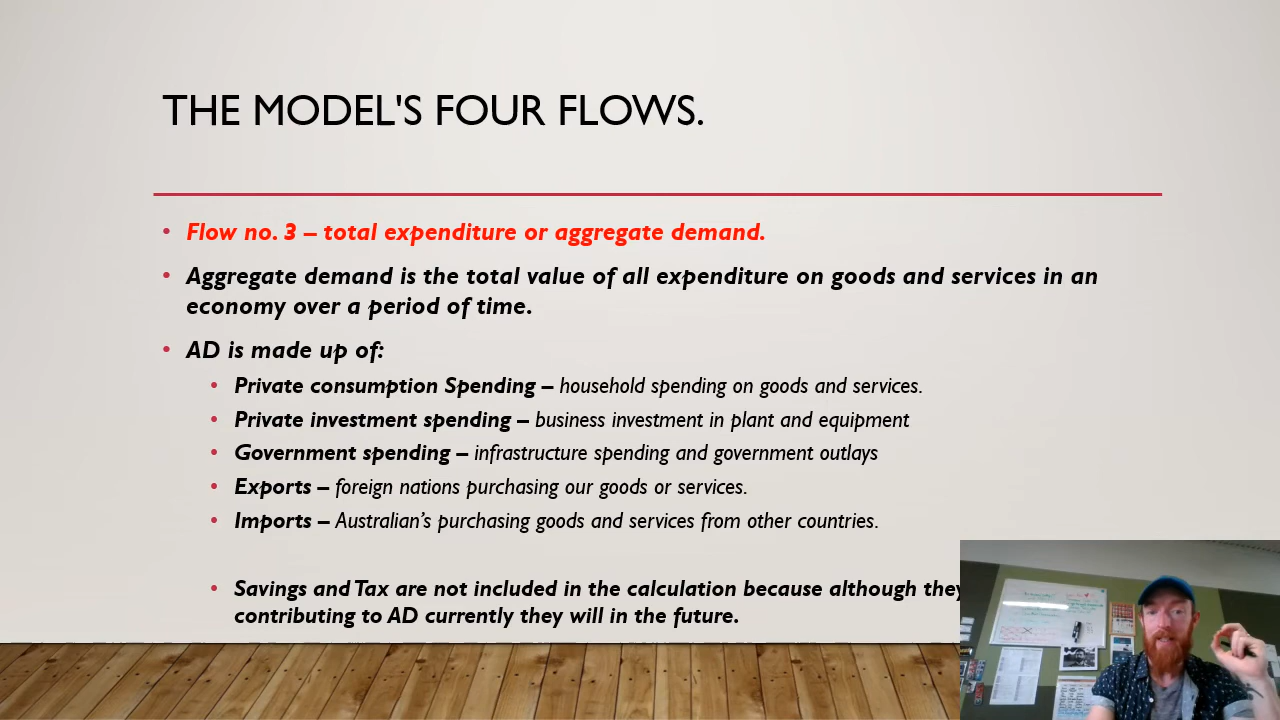 THE MODEL'S FOUR FLOWS.
• Flow no. 3 – total expenditure or aggregate demand.
• Aggregate demand is the total value of all expenditure on goods and services in an
economy over a period of time.
• AD is made up of:
• Private consumption Spending – household spending on goods and services.
• Private investment spending – business investment in plant and equipment
• Government spending – infrastructure spending and government outlays
• Exports – foreign nations purchasing our goods or services.
• Imports – Australian’s purchasing goods and services from other countries.
• Savings and Tax are not included in the calculation because although they
contributing to AD currently they will in the future.